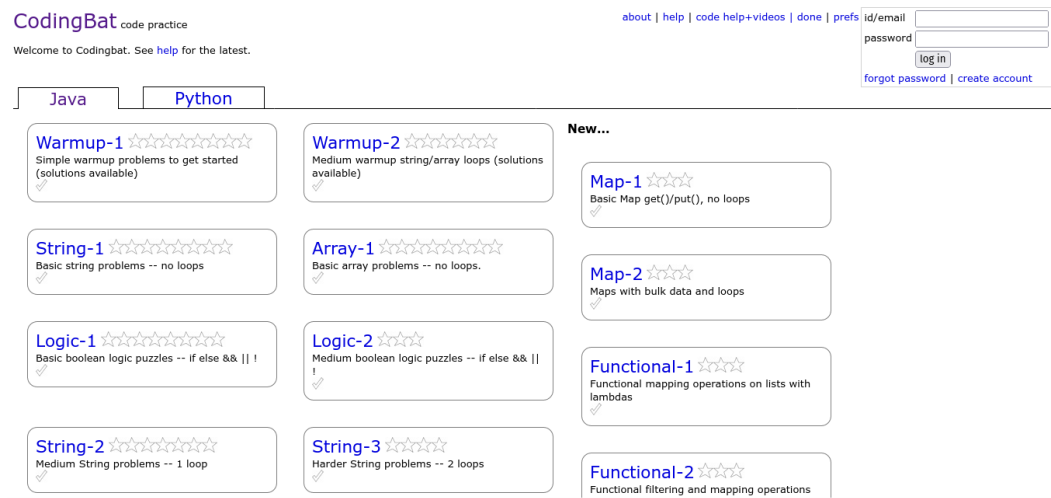 CodingBat code practice
about | help | code help+videos | done | prefs
id/email
password
log in
forgot password | create account
Welcome to Codingbat. See help for the latest.
Java
Python
Warmup-1
Simple warmup problems to get started
(solutions available)
Warmup-2
Medium warmup string/array loops (solutions
available)
String-1
Basic string problems -- no loops
Array-1
Basic array problems -- no loops.
Logic-1
Basic boolean logic puzzles -- if else && || !
Logic-2
Medium boolean logic puzzles -- if else && ||
!
String-2
Medium String problems -- 1 loop
String-3
Harder String problems -- 2 loops
New...
Map-1
Basic Map get()/put(), no loops
Map-2
Maps with bulk data and loops
Functional-1
Functional mapping operations on lists with
lambdas
Functional-2
Functional filtering and mapping operations